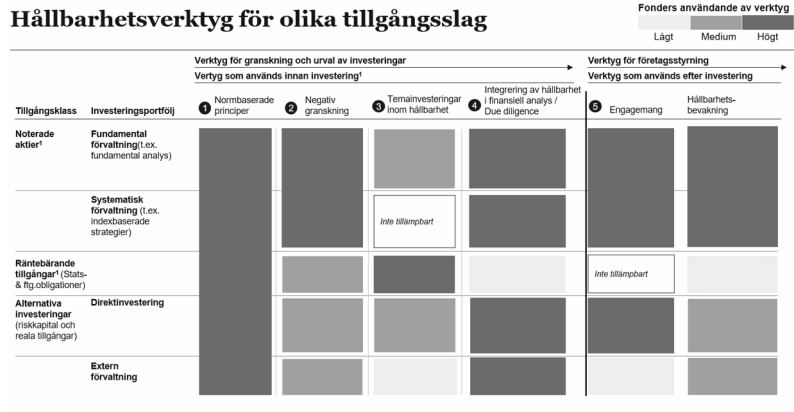 Hållbarhetsverktyg för olika tillgångsslag
Fonders användande av verktyg
Lågt Medium Högt
Verktyg för granskning och urval av investeringar
Vertyg som används innan investering¹
Verktyg för företagsstyrning
Verktyg som används efter investering
Tillgångsklass
Investeringsportfölj
1 Normbaserade
principer
2 Negativ
granskning
3 Temainvesteringar
inom hållbarhet
4 Integrering av hållbarhet
i finansiell analys /
Due diligence
5 Engagemang
Hållbarhets-
bevakning
Noterade
aktier¹
Fundamental
förvaltning(t.ex.
fundamental analys)
Systematisk
förvaltning (t.ex.
indexbaserade
strategier)
Inte tillämpbart
Räntebärande
tillgångar¹ (Stats-
& ftg.obligationer)
Inte tillämpbart
Alternativa
investeringar
(riskkapital och
reala tillgångar)
Direktinvestering
Extern
förvaltning